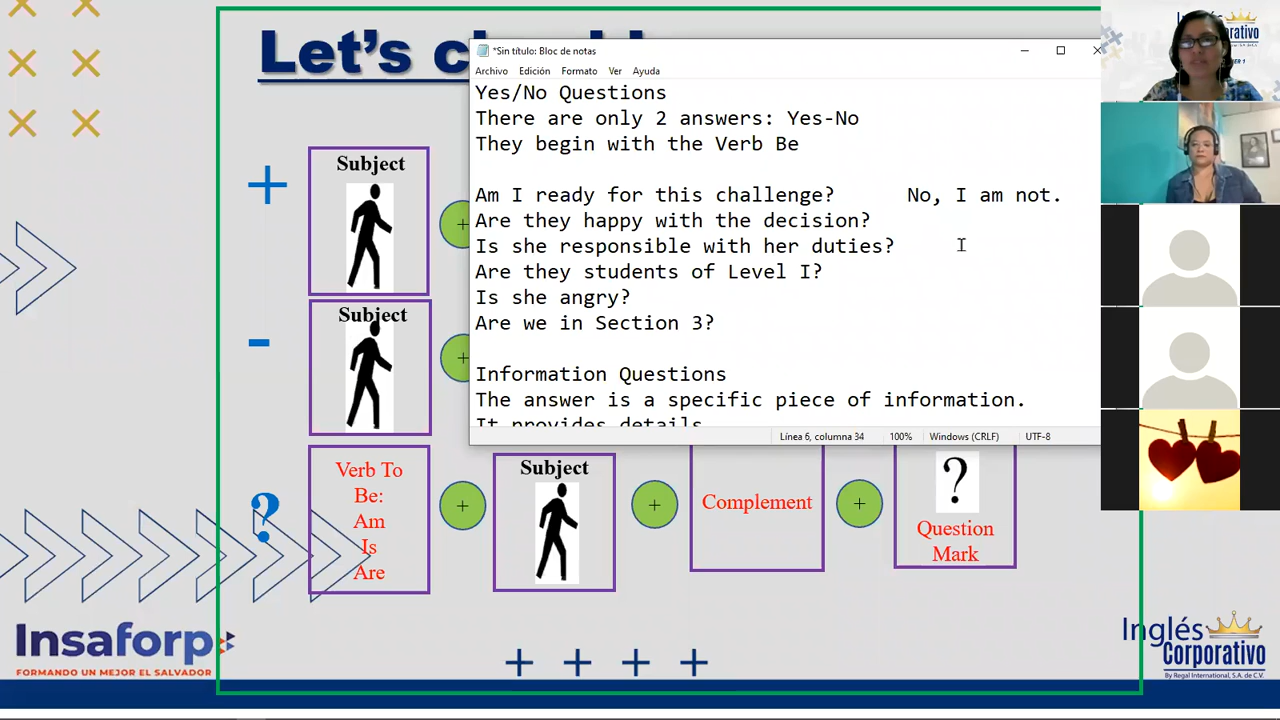 Let's c
*Sin título: Bloc de notas
Archivo Edición Formato Ver Ayuda
Yes/No Questions
There are only 2 answers: Yes-No
They begin with the Verb Be
Am I ready for this challenge? No, I am not.
Are they happy with the decision?
Is she responsible with her duties?
Are they students of Level I?
Is she angry?
Are we in Section 3?
Information Questions
The answer is a specific piece of information.
It provides details
Línea 6, columna 34 100% Windows (CRLF) UTF-8
+ Subject +
- Subject +
? Verb To
Be:
Am
Is
Are
+ Subject + Complement + ?
Question
Mark
Insaforp
FORMANDO UN MEJOR EL SALVADOR
+ + + +
Inglés
Corporativo
By Regal International, S.A. de C.V.